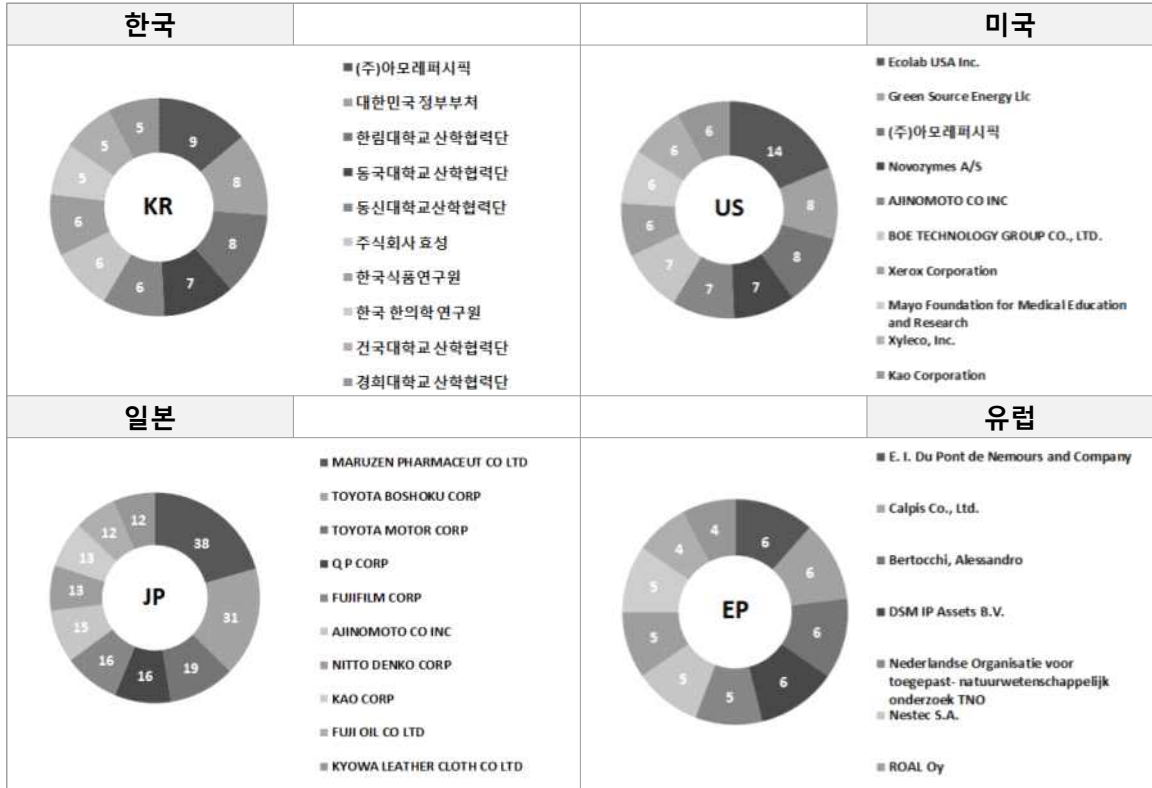 한국
미국
KR
9
8
8
7
6
6
6
5
5
5
(주)아모레퍼시픽
대한민국 정부부처
한림대학교 산학협력단
동국대학교 산학협력단
동신대학교산학협력단
주식회사 효성
한국식품연구원
한국 한의학 연구원
건국대학교 산학협력단
경희대학교 산학협력단
US
14
8
8
7
7
7
6
6
6
6
Ecolab USA Inc.
Green Source Energy Llc
(주)아모레퍼시픽
Novozymes A/S
AJINOMOTO CO INC
BOE TECHNOLOGY GROUP CO., LTD.
Xerox Corporation
Mayo Foundation for Medical Education
and Research
Xyleco, Inc.
Kao Corporation
일본
유럽
JP
38
31
19
16
16
15
13
13
12
12
MARUZEN PHARMACEUT CO LTD
TOYOTA BOSHOKU CORP
TOYOTA MOTOR CORP
Q P CORP
FUJIFILM CORP
AJINOMOTO CO INC
NITTO DENKO CORP
KAO CORP
FUJI OIL CO LTD
KYOWA LEATHER CLOTH CO LTD
EP
6
6
6
6
5
5
5
5
4
4
E. I. Du Pont de Nemours and Company
Calpis Co., Ltd.
Bertocchi, Alessandro
DSM IP Assets B.V.
Nederlandse Organisatie voor
toegepast- natuurwetenschappelijk
onderzoek TNO
Nestec S.A.
ROAL Oy